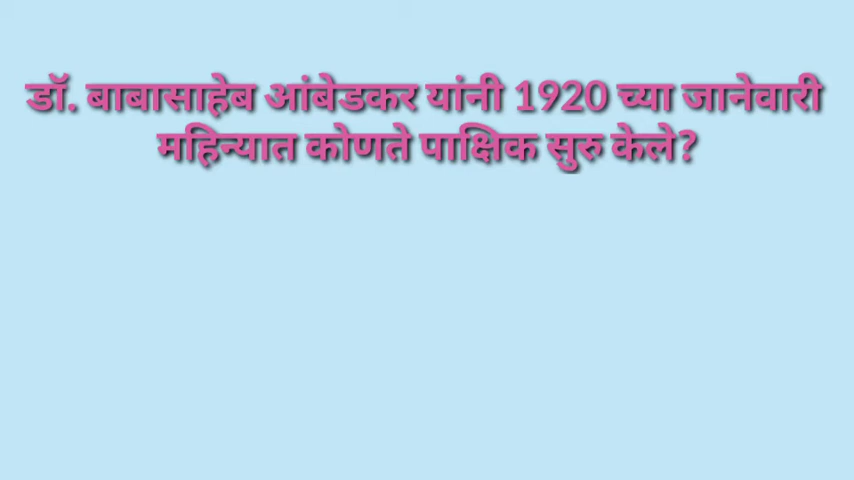 डॉ. बाबासाहेब आंबेडकर यांनी 1920 च्या जानेवारी
महिन्यात कोणते पाक्षिक सुरु केले?